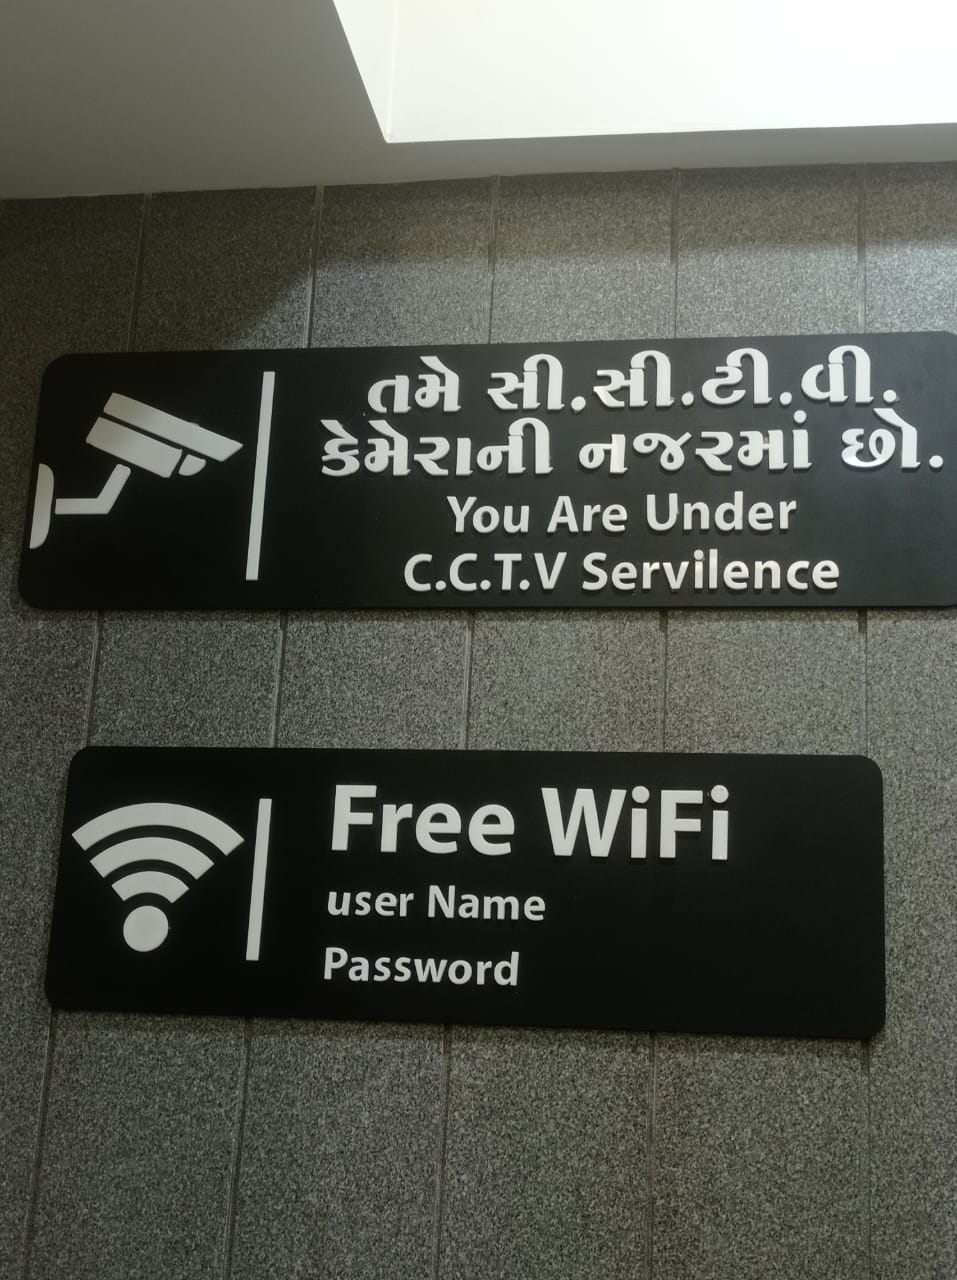 તમે સી.સી.ટી.વી.
કેમેરાની નજરમાં છો.
You Are Under
C.C.T.V Servilence
Free WiFi
user Name
Password